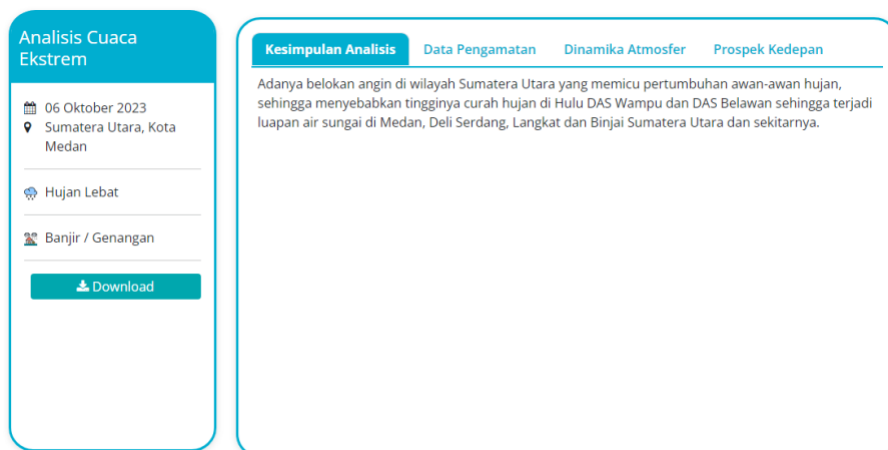 Analisis Cuaca
Ekstrem
06 Oktober 2023
Sumatera Utara, Kota
Medan
Hujan Lebat
Banjir / Genangan
Download
Kesimpulan Analisis Data Pengamatan Dinamika Atmosfer Prospek Kedepan
Adanya belokan angin di wilayah Sumatera Utara yang memicu pertumbuhan awan-awan hujan,
sehingga menyebabkan tingginya curah hujan di Hulu DAS Wampu dan DAS Belawan sehingga terjadi
luapan air sungai di Medan, Deli Serdang, Langkat dan Binjai Sumatera Utara dan sekitarnya.